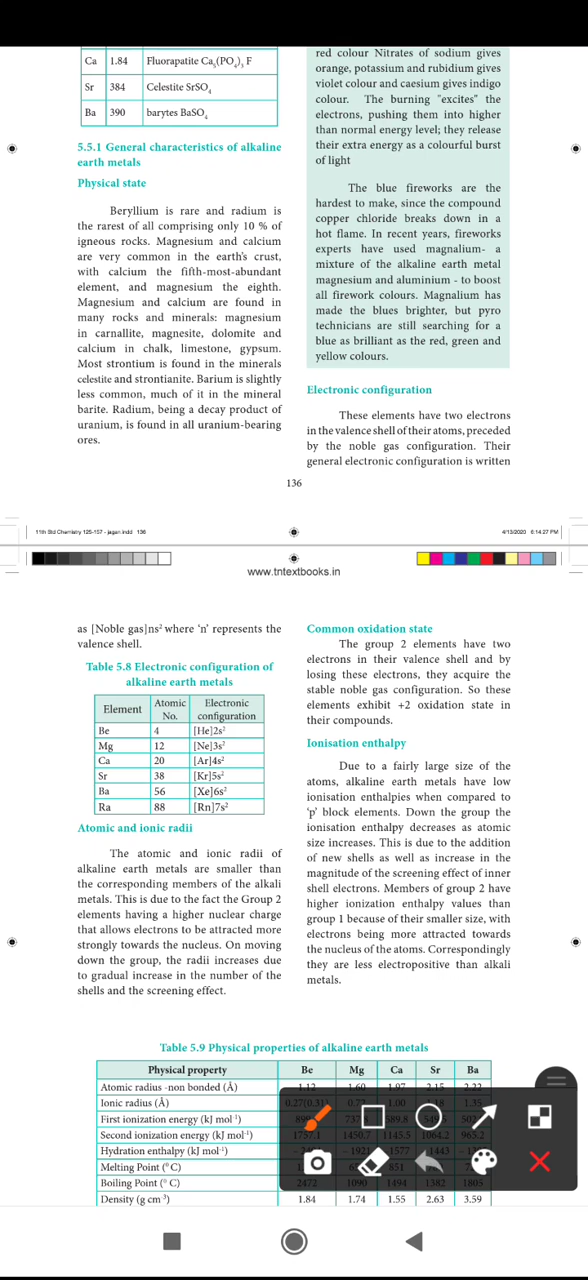 Ca 1.84 Fluorapatite Ca₅(PO₄)₃ F
Sr 384 Celestite SrSO₄
Ba 390 barytes BaSO₄
5.5.1 General characteristics of alkaline
earth metals
Physical state
Beryllium is rare and radium is
the rarest of all comprising only 10 % of
igneous rocks. Magnesium and calcium
are very common in the earth's crust,
with calcium the fifth-most-abundant
element, and magnesium the eighth.
Magnesium and calcium are found in
many rocks and minerals: magnesium
in carnallite, magnesite, dolomite and
calcium in chalk, limestone, gypsum.
Most strontium is found in the minerals
celestite and strontianite. Barium is slightly
less common, much of it in the mineral
barite. Radium, being a decay product of
uranium, is found in all uranium-bearing
ores.
red colour Nitrates of sodium gives
orange, potassium and rubidium gives
violet colour and caesium gives indigo
colour. The burning "excites" the
electrons, pushing them into higher
than normal energy level; they release
their extra energy as a colourful burst
of light
The blue fireworks are the
hardest to make, since the compound
copper chloride breaks down in a
hot flame. In recent years, fireworks
experts have used magnalium- a
mixture of the alkaline earth metal
magnesium and aluminium - to boost
all firework colours. Magnalium has
made the blues brighter, but pyro
technicians are still searching for a
blue as brilliant as the red, green and
yellow colours.
Electronic configuration
These elements have two electrons
in the valence shell of their atoms, preceded
by the noble gas configuration. Their
general electronic configuration is written
136
11th Std Chemistry 125-157 - jagan.indd 136
4/13/2020 6:14:27 PM
www.tntextbooks.in
as [Noble gas]ns² where 'n' represents the
valence shell.
Table 5.8 Electronic configuration of
alkaline earth metals
Element Atomic No. Electronic configuration
Be 4 [He]2s²
Mg 12 [Ne]3s²
Ca 20 [Ar]4s²
Sr 38 [Kr]5s²
Ba 56 [Xe]6s²
Ra 88 [Rn]7s²
Atomic and ionic radii
The atomic and ionic radii of
alkaline earth metals are smaller than
the corresponding members of the alkali
metals. This is due to the fact the Group 2
elements having a higher nuclear charge
that allows electrons to be attracted more
strongly towards the nucleus. On moving
down the group, the radii increases due
to gradual increase in the number of the
shells and the screening effect.
Common oxidation state
The group 2 elements have two
electrons in their valence shell and by
losing these electrons, they acquire the
stable noble gas configuration. So these
elements exhibit +2 oxidation state in
their compounds.
Ionisation enthalpy
Due to a fairly large size of the
atoms, alkaline earth metals have low
ionisation enthalpies when compared to
'p' block elements. Down the group the
ionisation enthalpy decreases as atomic
size increases. This is due to the addition
of new shells as well as increase in the
magnitude of the screening effect of inner
shell electrons. Members of group 2 have
higher ionization enthalpy values than
group 1 because of their smaller size, with
electrons being more attracted towards
the nucleus of the atoms. Correspondingly
they are less electropositive than alkali
metals.
Table 5.9 Physical properties of alkaline earth metals
Physical property Be Mg Ca Sr Ba
Atomic radius -non bonded (Å) 1.12 1.60 1.97 2.15 2.22
Ionic radius (Å) 1.00 1.35
First ionization energy (kJ mol⁻¹)
Second ionization energy (kJ mol⁻¹) 1757.1 1450.7 1145.5 1064.2 965.2
Hydration enthalpy (kJ mol⁻¹)
Melting Point (°C)
Boiling Point (° C) 2472 1090 1494 1382 1805
Density (g cm⁻³) 1.84 1.74 1.55 2.63 3.59